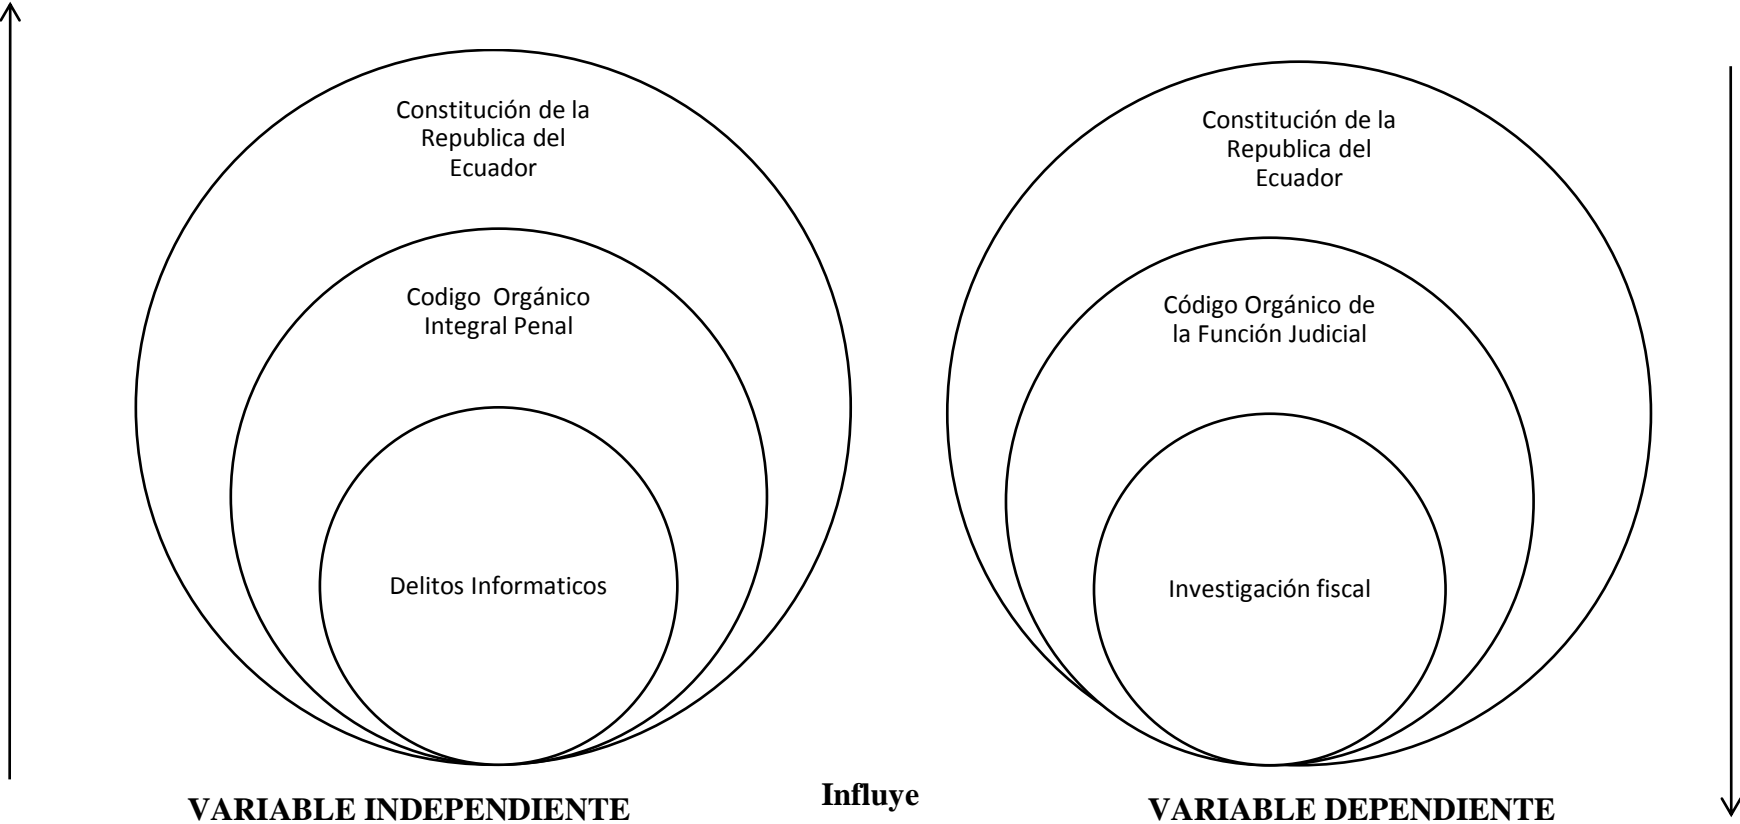 Constitución de la
Republica del
Ecuador
Codigo  Orgánico
Integral Penal
Delitos Informaticos
VARIABLE INDEPENDIENTE
Influye
Constitución de la
Republica del
Ecuador
Código Orgánico de
la Función Judicial
Investigación fiscal
VARIABLE DEPENDIENTE